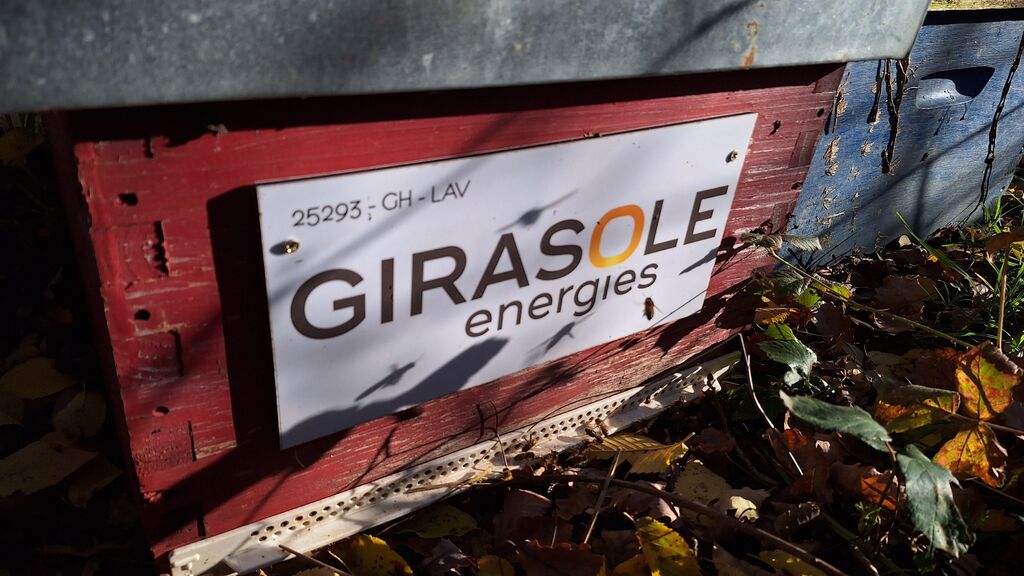 25293 - GH - LAV
GIRASOLE
energies